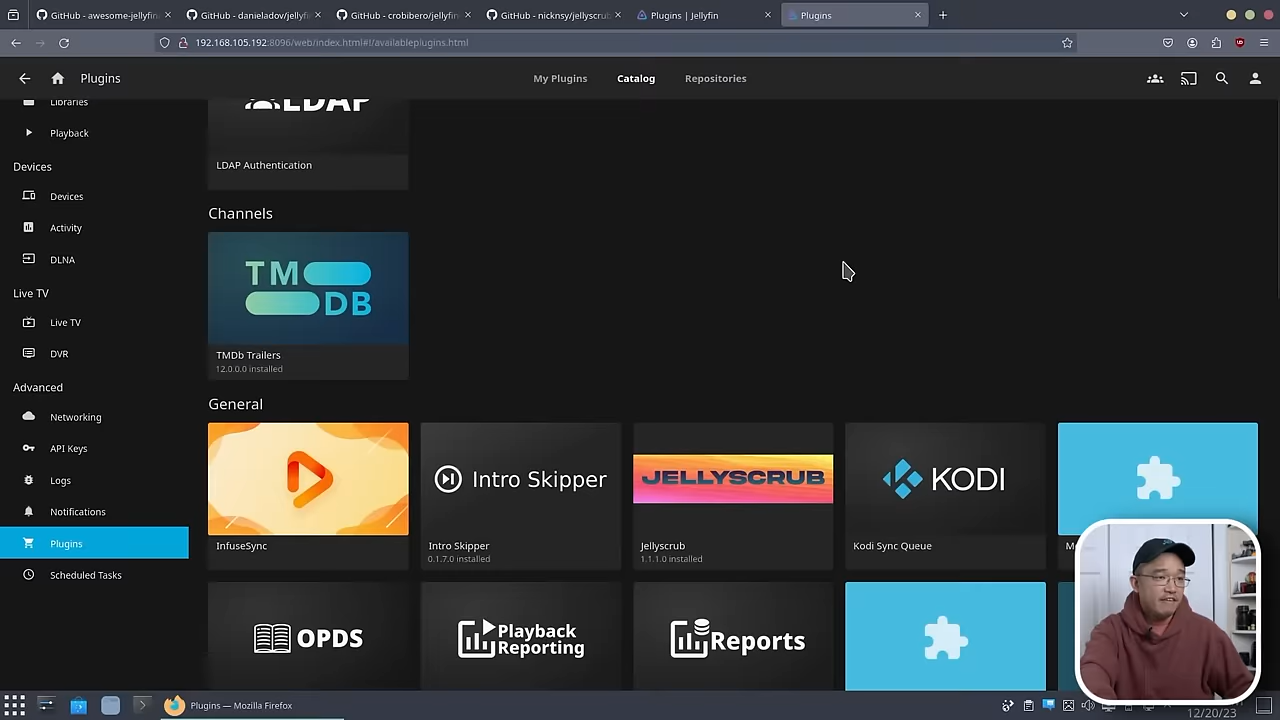 GitHub - awesome-jellyfin
GitHub - danieladov/jellyfi
GitHub - crobibero/jellyfin
GitHub - nicknsy/jellyscrub
Plugins | Jellyfin
Plugins
192.168.105.192:8096/web/index.html#!/availableplugins.html
Plugins
My Plugins
Catalog
Repositories
Libraries
Playback
Devices
Devices
Activity
DLNA
Live TV
Live TV
DVR
Advanced
Networking
API Keys
Logs
Notifications
Plugins
Scheduled Tasks
LDAP
LDAP Authentication
Channels
TM
DB
TMDb Trailers
12.0.0.0 installed
General
InfuseSync
Intro Skipper
Intro Skipper
0.1.7.0 installed
JELLYSCRUB
Jellyscrub
1.1.1.0 installed
KODI
Kodi Sync Queue
OPDS
Playback
Reporting
Reports
Plugins — Mozilla Firefox
12/20/23